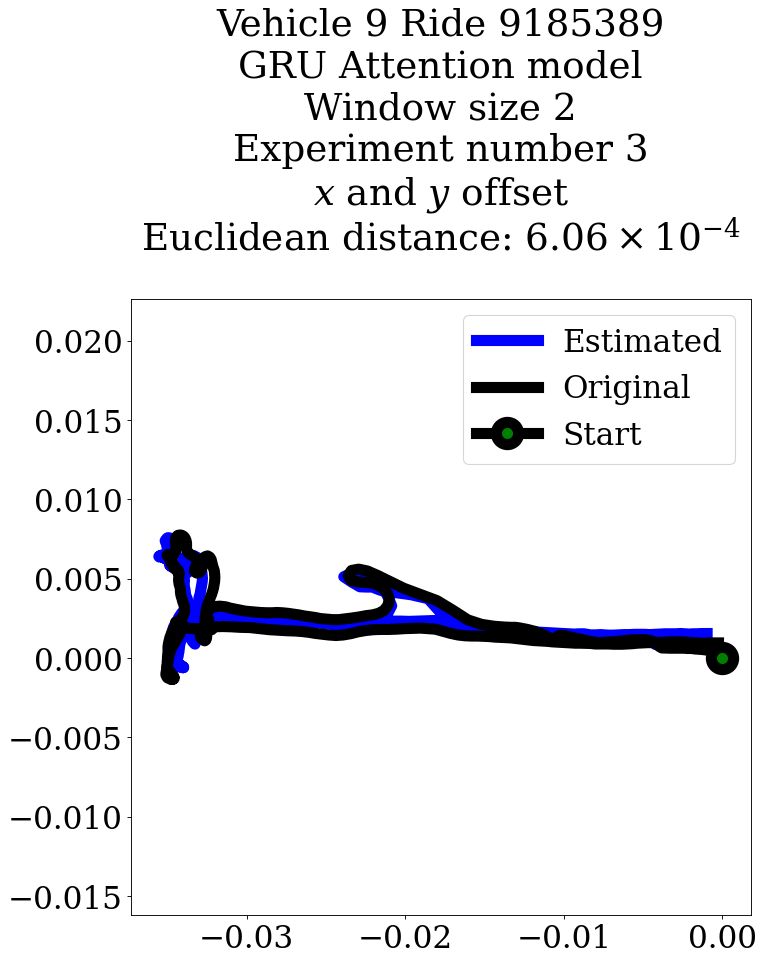 Vehicle 9 Ride 9185389
GRU Attention model
Window size 2
Experiment number 3
x and y offset
Euclidean distance: 6.06 × 10⁻⁴
Estimated
Original
Start
0.020
0.015
0.010
0.005
0.000
−0.005
−0.010
−0.015
−0.03 −0.02 −0.01 0.00